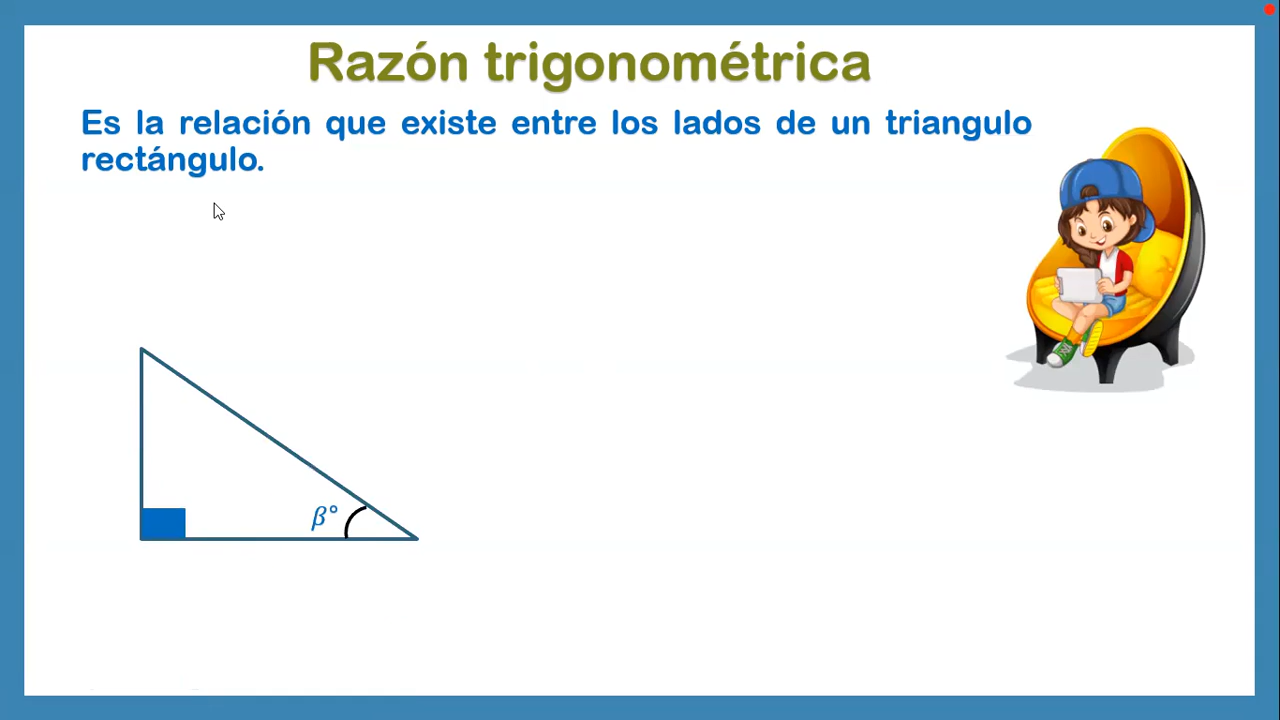 Razón trigonométrica
Es la relación que existe entre los lados de un triangulo
rectángulo.
β°